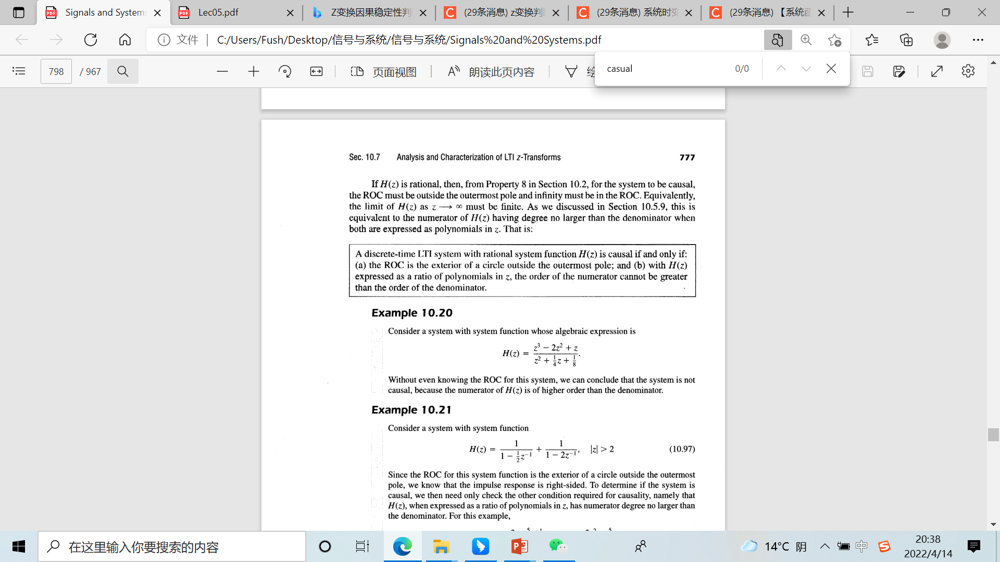 Signals and Systems
Lec05.pdf
Z变换因果稳定性判
(29条消息) z变换判
(29条消息) 系统时变
(29条消息) 【系统函
文件
C:/Users/Fush/Desktop/信号与系统/信号与系统/Signals%20and%20Systems.pdf
casual
0/0
798
/ 967
页面视图
朗读此页内容
Sec. 10.7 Analysis and Characterization of LTI z-Transforms 777
If H(z) is rational, then, from Property 8 in Section 10.2, for the system to be causal,
the ROC must be outside the outermost pole and infinity must be in the ROC. Equivalently,
the limit of H(z) as z ⟶ ∞ must be finite. As we discussed in Section 10.5.9, this is
equivalent to the numerator of H(z) having degree no larger than the denominator when
both are expressed as polynomials in z. That is:
A discrete-time LTI system with rational system function H(z) is causal if and only if:
(a) the ROC is the exterior of a circle outside the outermost pole; and (b) with H(z)
expressed as a ratio of polynomials in z, the order of the numerator cannot be greater
than the order of the denominator.
Example 10.20
Consider a system with system function whose algebraic expression is
H(z) = (z³ − 2z² + z) / (z² + 1/4 z + 1/8).
Without even knowing the ROC for this system, we can conclude that the system is not
causal, because the numerator of H(z) is of higher order than the denominator.
Example 10.21
Consider a system with system function
H(z) = 1 / (1 − 1/2 z⁻¹) + 1 / (1 − 2z⁻¹), |z| > 2 (10.97)
Since the ROC for this system function is the exterior of a circle outside the outermost
pole, we know that the impulse response is right-sided. To determine if the system is
causal, we then need only check the other condition required for causality, namely that
H(z), when expressed as a ratio of polynomials in z, has numerator degree no larger than
the denominator. For this example,
在这里输入你要搜索的内容
14°C 阴
中
20:38
2022/4/14